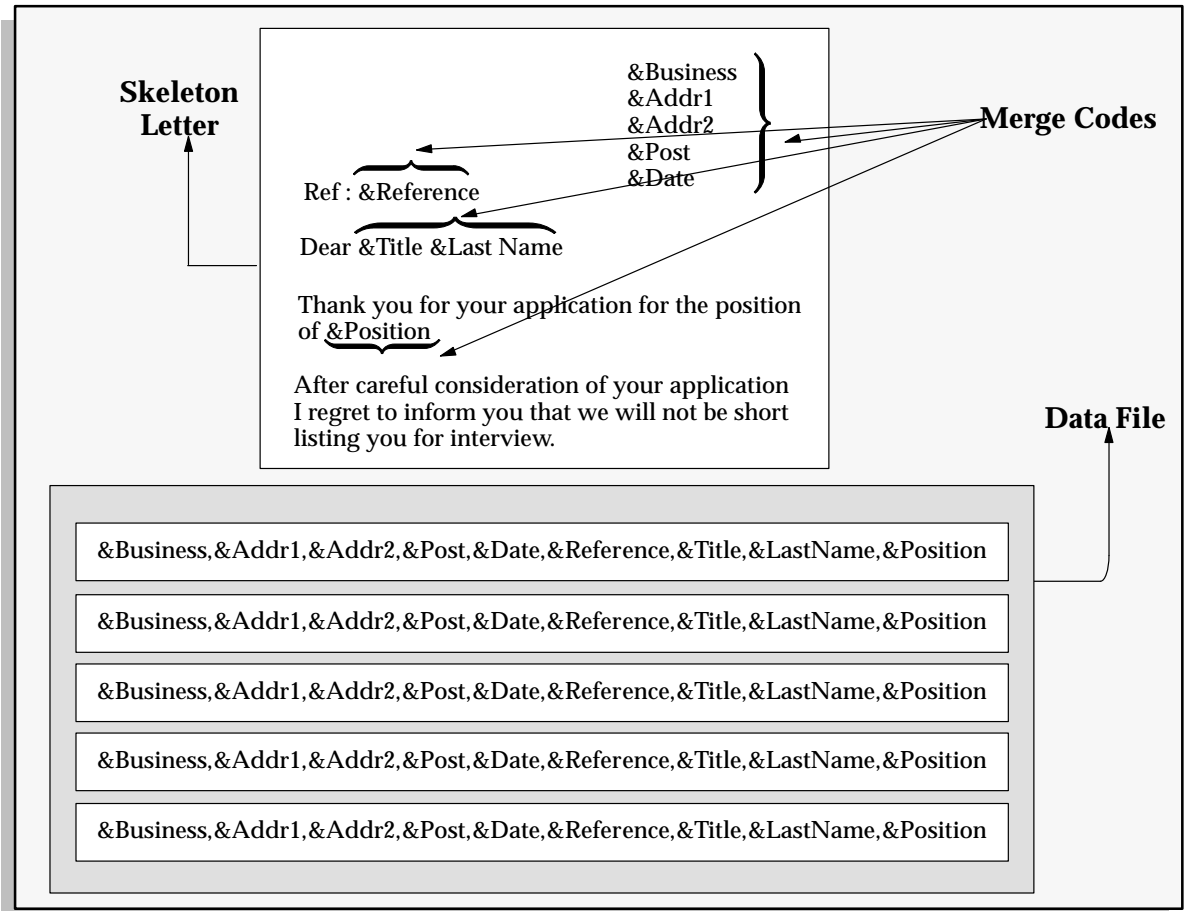 Skeleton
Letter
&Business
&Addr1
&Addr2
&Post
&Date
Merge Codes
Ref : &Reference
Dear &Title &Last Name
Thank you for your application for the position
of &Position
After careful consideration of your application
I regret to inform you that we will not be short
listing you for interview.
Data File
&Business,&Addr1,&Addr2,&Post,&Date,&Reference,&Title,&LastName,&Position
&Business,&Addr1,&Addr2,&Post,&Date,&Reference,&Title,&LastName,&Position
&Business,&Addr1,&Addr2,&Post,&Date,&Reference,&Title,&LastName,&Position
&Business,&Addr1,&Addr2,&Post,&Date,&Reference,&Title,&LastName,&Position
&Business,&Addr1,&Addr2,&Post,&Date,&Reference,&Title,&LastName,&Position